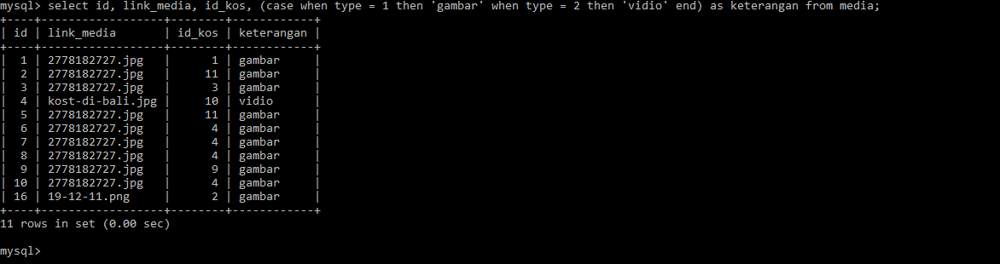 mysql> select id, link_media, id_kos, (case when type = 1 then 'gambar' when type = 2 then 'vidio' end) as keterangan from media;
+----+-------------------+--------+------------+
| id | link_media        | id_kos | keterangan |
+----+-------------------+--------+------------+
|  1 | 2778182727.jpg    |      1 | gambar     |
|  2 | 2778182727.jpg    |     11 | gambar     |
|  3 | 2778182727.jpg    |      3 | gambar     |
|  4 | kost-di-bali.jpg  |     10 | vidio      |
|  5 | 2778182727.jpg    |     11 | gambar     |
|  6 | 2778182727.jpg    |      4 | gambar     |
|  7 | 2778182727.jpg    |      4 | gambar     |
|  8 | 2778182727.jpg    |      4 | gambar     |
|  9 | 2778182727.jpg    |      9 | gambar     |
| 10 | 2778182727.jpg    |      4 | gambar     |
| 16 | 19-12-11.png      |      2 | gambar     |
+----+-------------------+--------+------------+
11 rows in set (0.00 sec)
mysql>